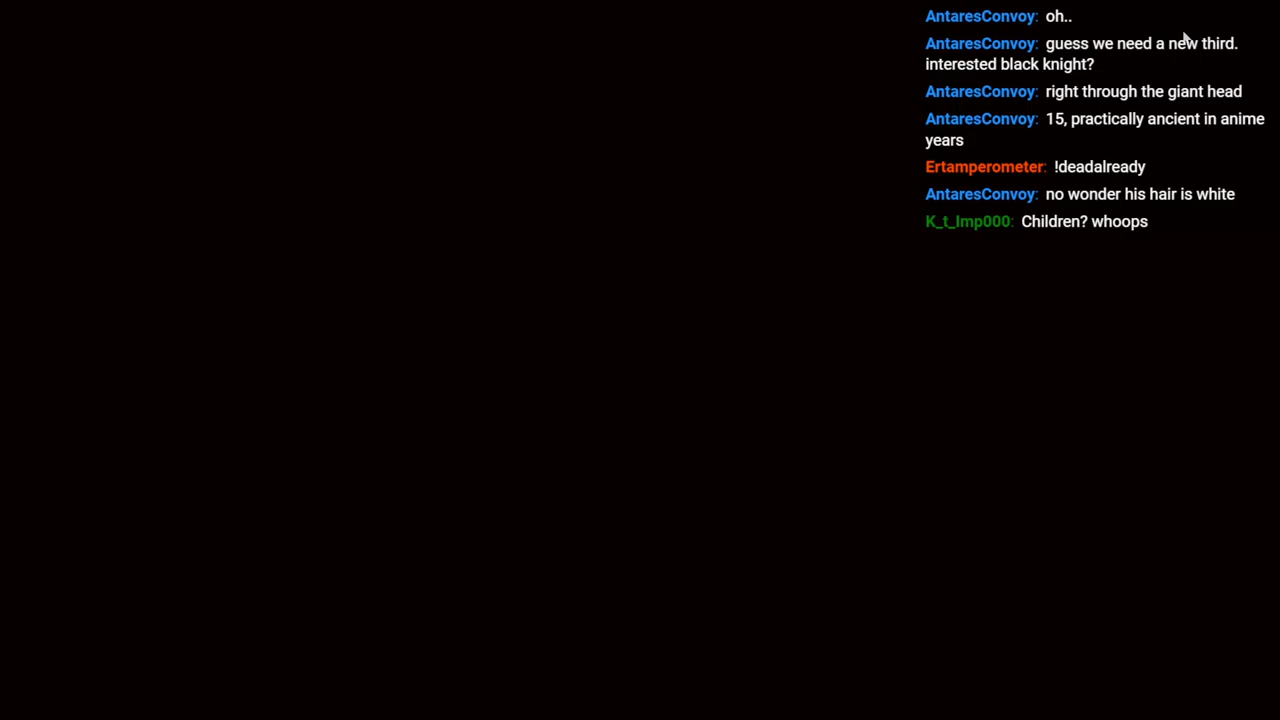 AntaresConvoy: oh..
AntaresConvoy: guess we need a new third.
interested black knight?
AntaresConvoy: right through the giant head
AntaresConvoy: 15, practically ancient in anime
years
Ertamperometer: !deadalready
AntaresConvoy: no wonder his hair is white
K_t_Imp000: Children? whoops